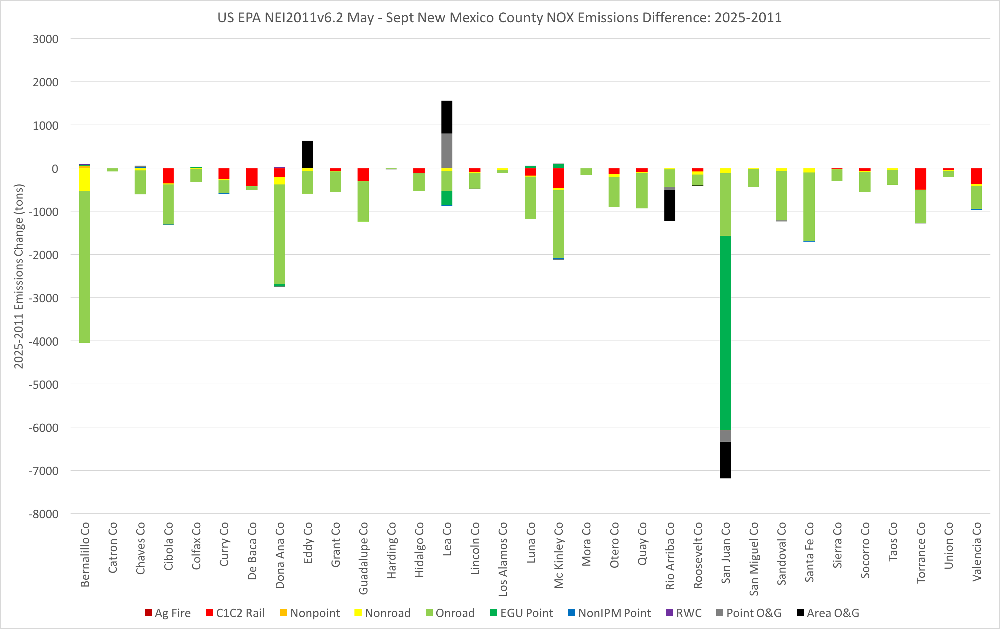 US EPA NEI2011v6.2 May - Sept New Mexico County NOX Emissions Difference: 2025-2011
2025-2011 Emissions Change (tons)
3000
2000
1000
0
-1000
-2000
-3000
-4000
-5000
-6000
-7000
-8000
Bernalillo Co
Catron Co
Chaves Co
Cibola Co
Colfax Co
Curry Co
De Baca Co
Dona Ana Co
Eddy Co
Grant Co
Guadalupe Co
Harding Co
Hidalgo Co
Lea Co
Lincoln Co
Los Alamos Co
Luna Co
Mc Kinley Co
Mora Co
Otero Co
Quay Co
Rio Arriba Co
Roosevelt Co
San Juan Co
San Miguel Co
Sandoval Co
Santa Fe Co
Sierra Co
Socorro Co
Taos Co
Torrance Co
Union Co
Valencia Co
Ag Fire C1C2 Rail Nonpoint Nonroad Onroad EGU Point NonIPM Point RWC Point O&G Area O&G